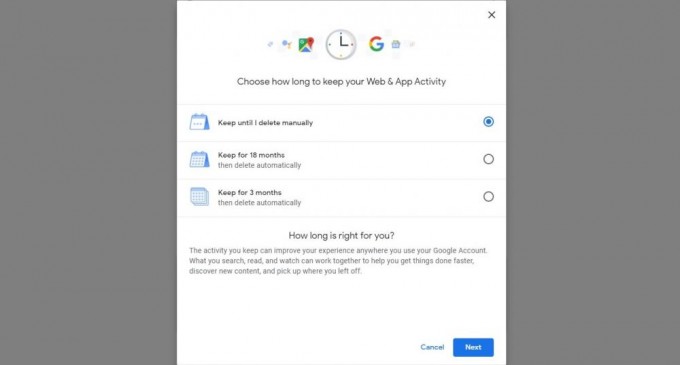 Choose how long to keep your Web & App Activity
Keep until I delete manually
Keep for 18 months
then delete automatically
Keep for 3 months
then delete automatically
How long is right for you?
The activity you keep can improve your experience anywhere you use your Google Account.
What you search, read, and watch can work together to help you get things done faster,
discover new content, and pick up where you left off.
Cancel
Next